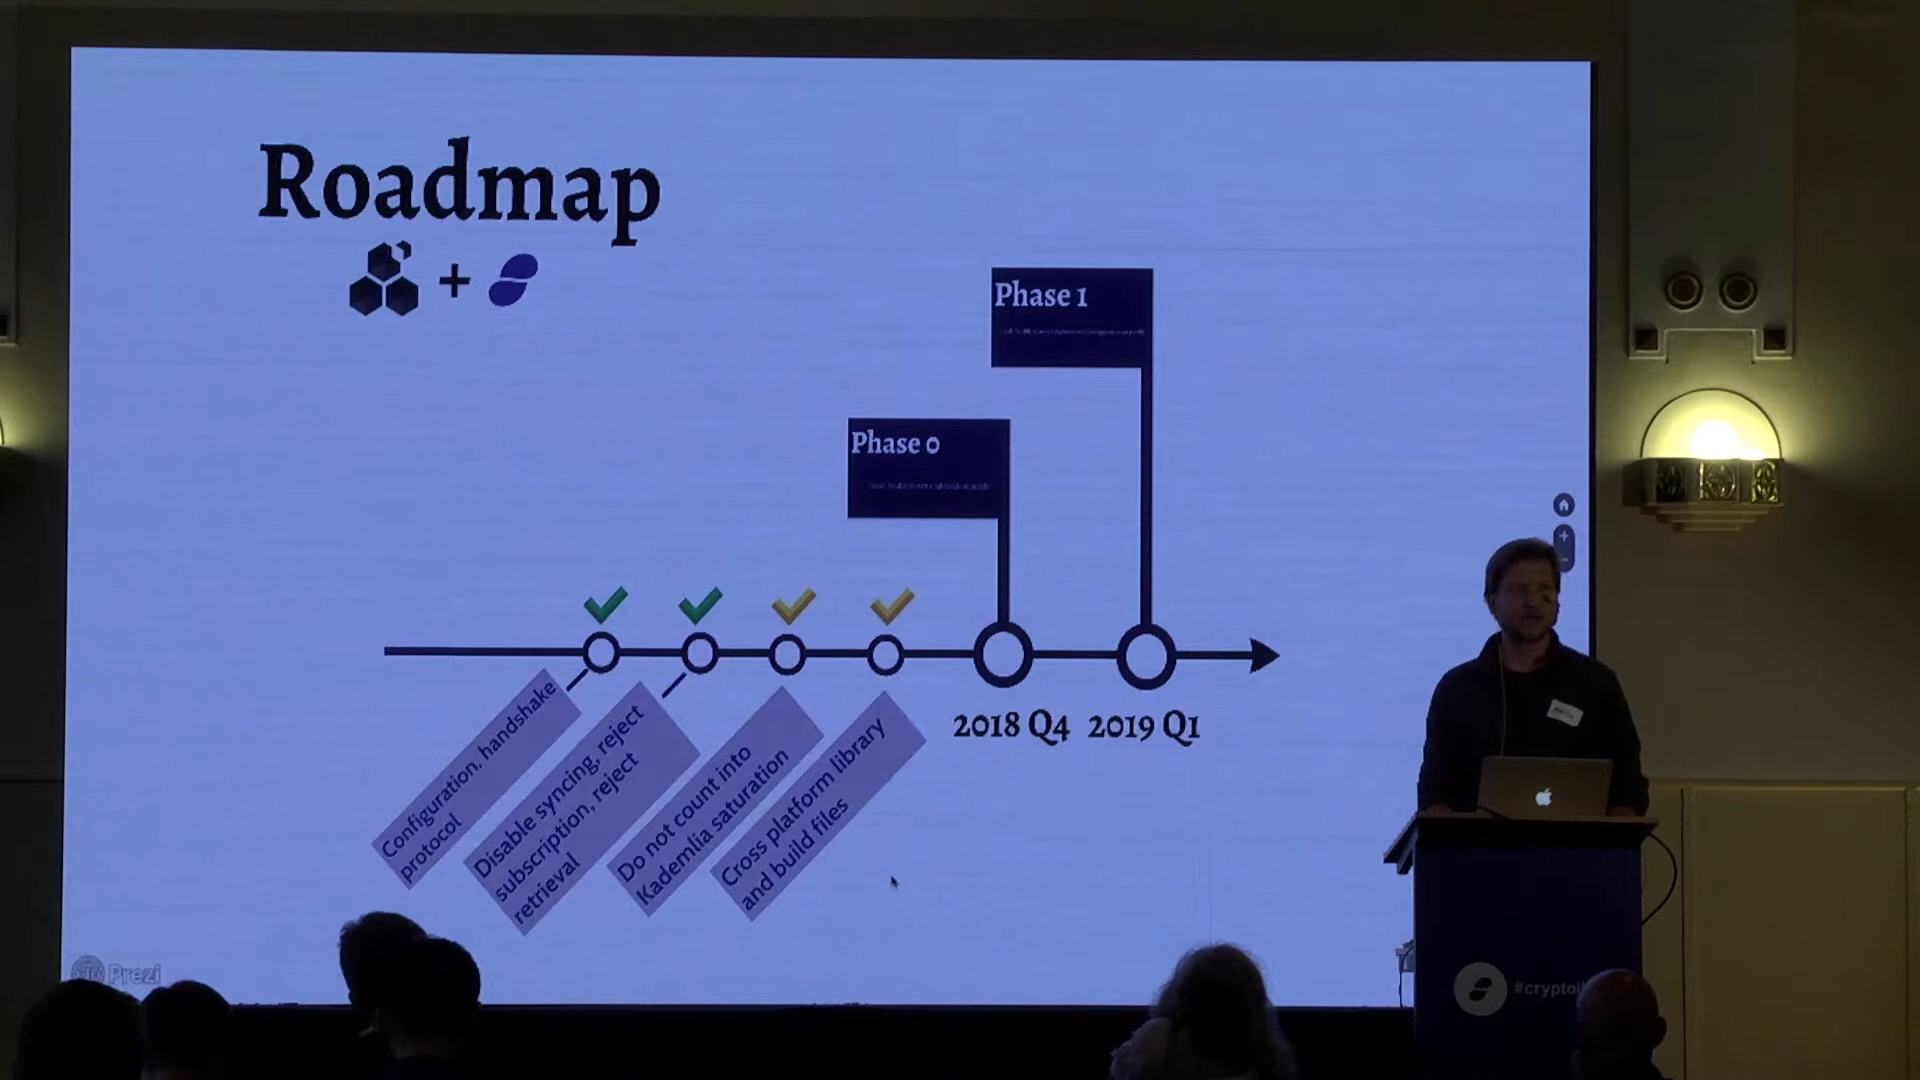 Roadmap
+
Phase 1
Phase 0
2018 Q4
2019 Q1
Configuration, handshake
protocol
Disable syncing, reject
subscription, reject
retrieval
Do not count into
Kademlia saturation
Cross platform library
and build files
Prezi